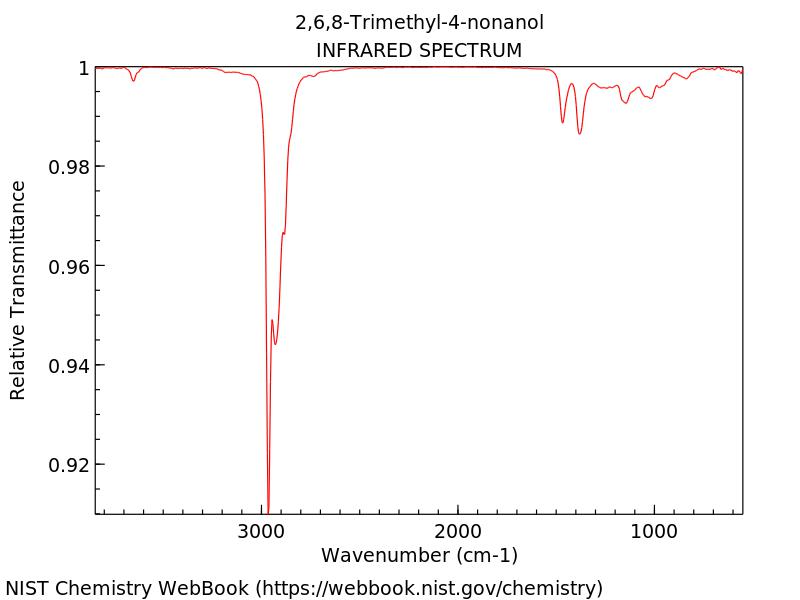 2,6,8-Trimethyl-4-nonanol
INFRARED SPECTRUM
1
0.98
0.96
0.94
0.92
Relative Transmittance
3000 2000 1000
Wavenumber (cm-1)
NIST Chemistry WebBook (https://webbook.nist.gov/chemistry)